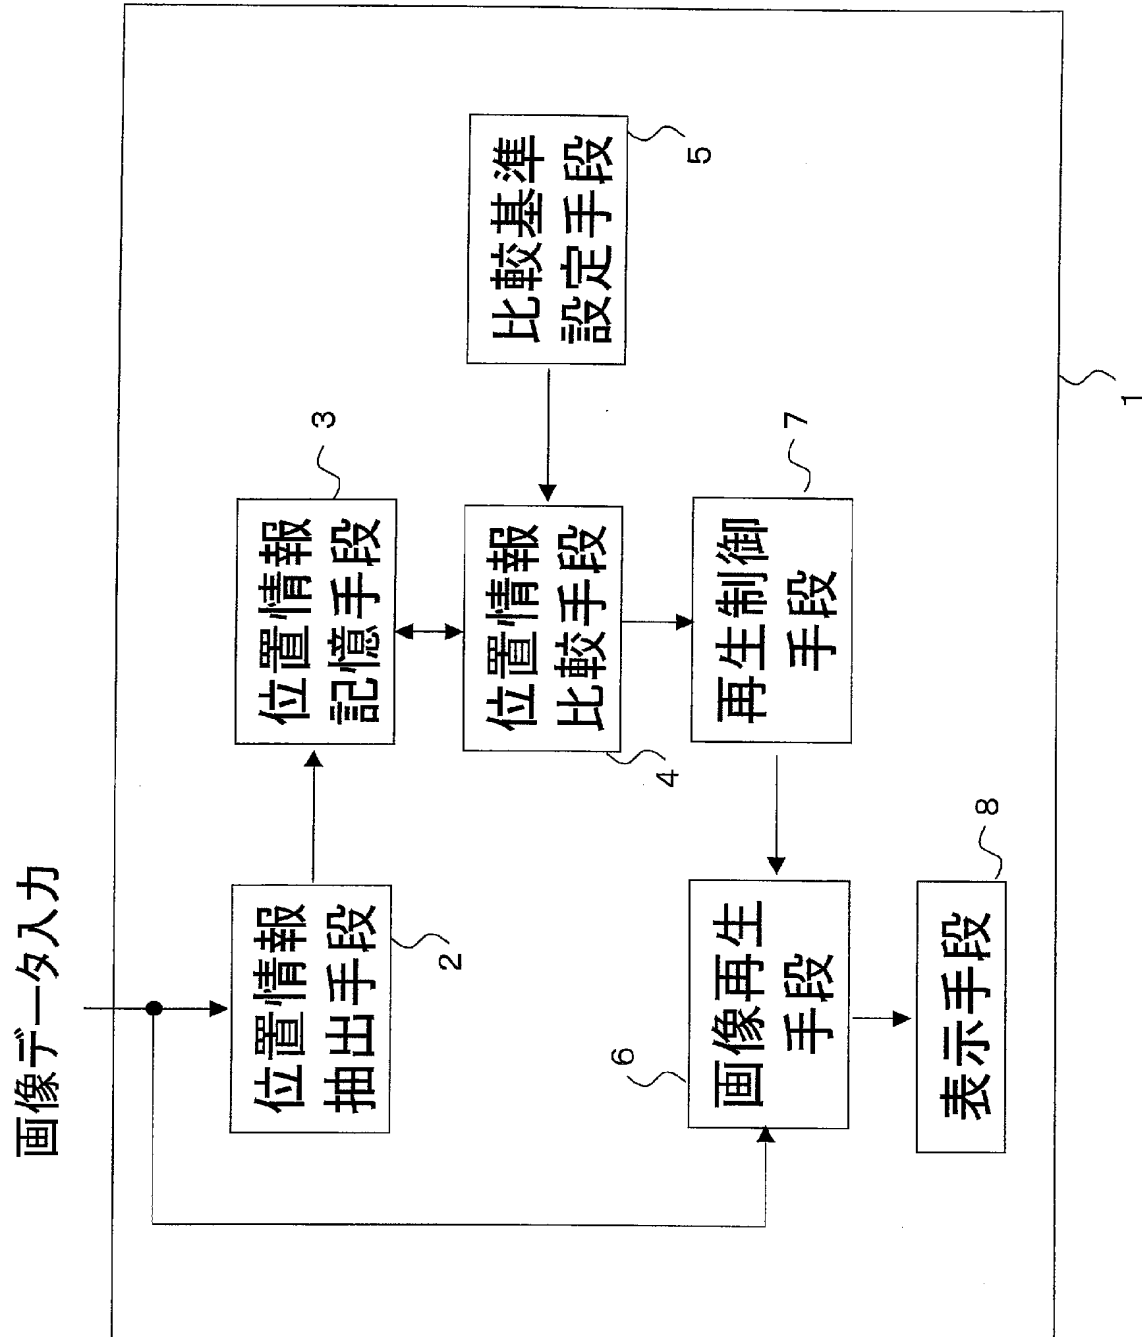 画像データ入力
位置情報
抽出手段
2
位置情報
記憶手段
3
位置情報
比較手段
4
比較基準
設定手段
5
画像再生
手段
6
再生制御
手段
7
表示手段
8
1